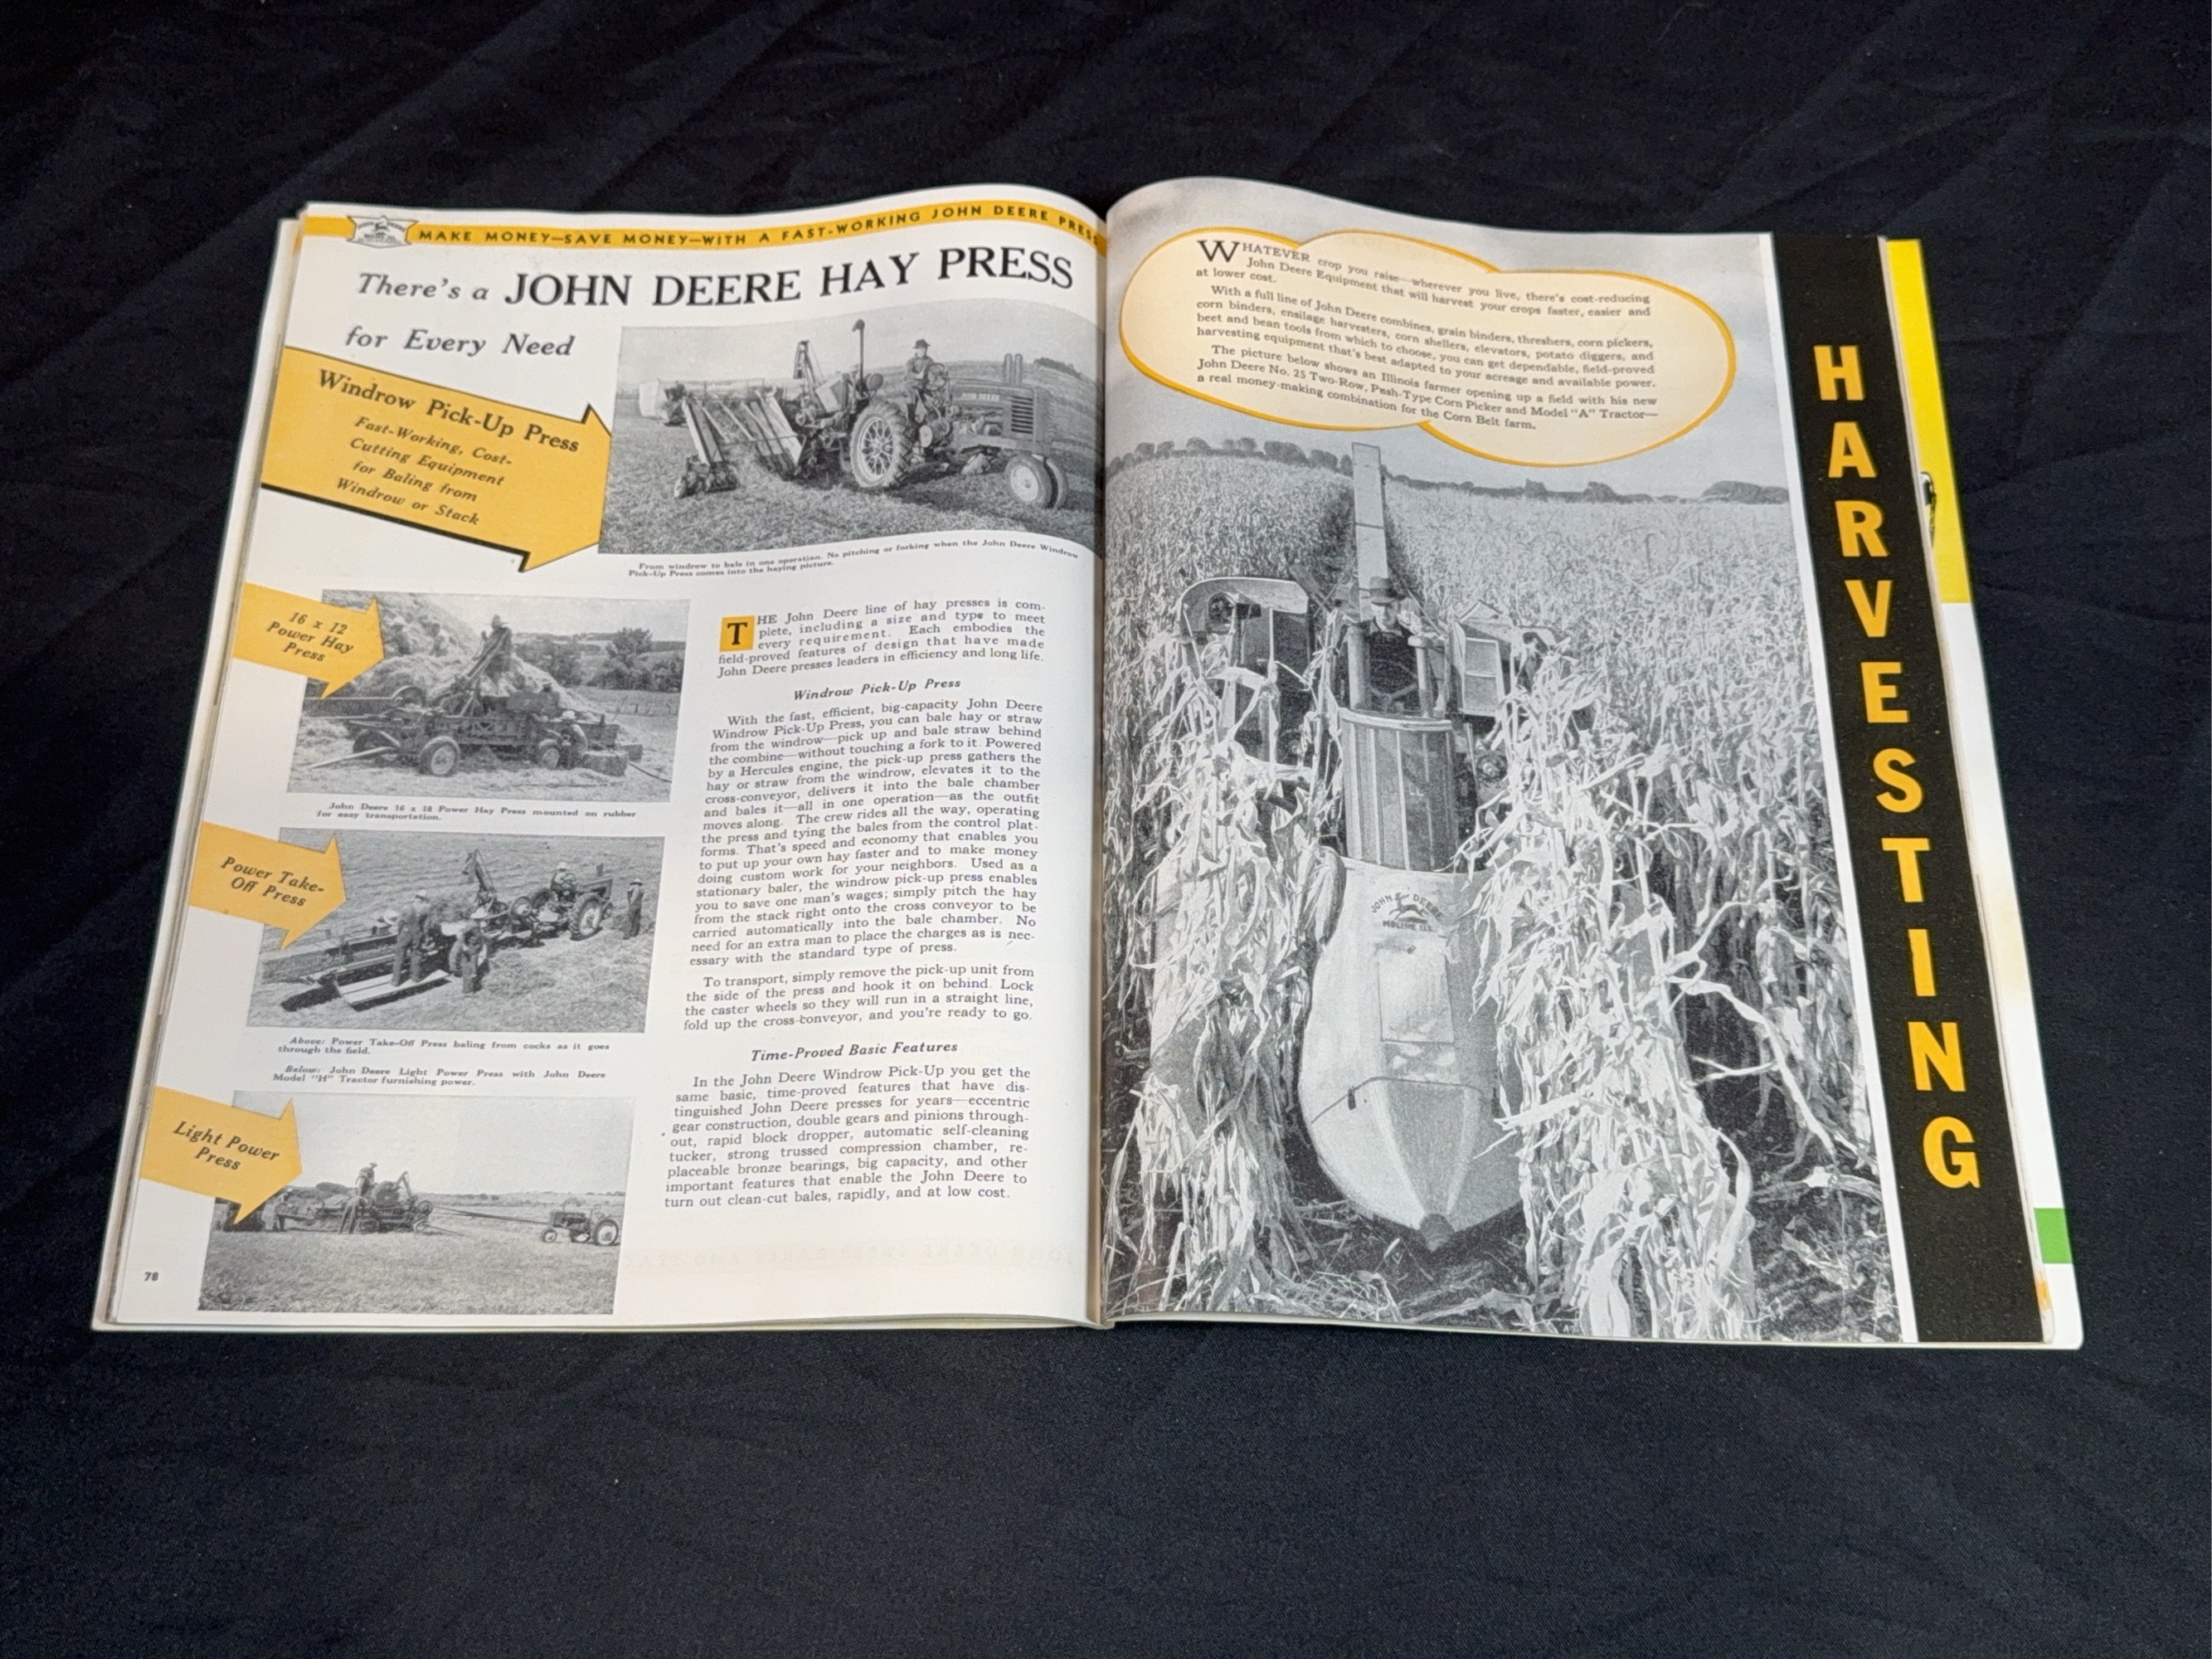 MAKE MONEY—SAVE MONEY—WITH A FAST-WORKING JOHN DEERE PRESS
There's a JOHN DEERE HAY PRESS
for Every Need
Windrow Pick-Up Press
Fast-Working, Cost-
Cutting Equipment
for Baling from
Windrow or Stack
JOHN DEERE
From windrow to bale in one operation. No pitching or forking when the John Deere Windrow
Pick-Up Press comes into the haying picture.
16 x 12
Power Hay
Press
John Deere 16 x 18 Power Hay Press mounted on rubber
for easy transportation.
Power Take-
Off Press
Above: Power Take-Off Press baling from cocks as it goes
through the field.
Below: John Deere Light Power Press with John Deere
Model "H" Tractor furnishing power.
Light Power
Press
78
THE John Deere line of hay presses is com-
plete, including a size and type to meet
every requirement. Each embodies the
field-proved features of design that have made
John Deere presses leaders in efficiency and long life.
Windrow Pick-Up Press
With the fast, efficient, big-capacity John Deere
Windrow Pick-Up Press, you can bale hay or straw
from the windrow—pick up and bale straw behind
the combine—without touching a fork to it. Powered
by a Hercules engine, the pick-up press gathers the
hay or straw from the windrow, elevates it to the
cross-conveyor, delivers it into the bale chamber
and bales it—all in one operation—as the outfit
moves along. The crew rides all the way, operating
the press and tying the bales from the control plat-
forms. That's speed and economy that enables you
to put up your own hay faster and to make money
doing custom work for your neighbors. Used as a
stationary baler, the windrow pick-up press enables
you to save one man's wages; simply pitch the hay
from the stack right onto the cross conveyor to be
carried automatically into the bale chamber. No
need for an extra man to place the charges as is nec-
essary with the standard type of press.
To transport, simply remove the pick-up unit from
the side of the press and hook it on behind. Lock
the caster wheels so they will run in a straight line,
fold up the cross-conveyor, and you're ready to go.
Time-Proved Basic Features
In the John Deere Windrow Pick-Up you get the
same basic, time-proved features that have dis-
tinguished John Deere presses for years—eccentric
gear construction, double gears and pinions through-
out, rapid block dropper, automatic self-cleaning
tucker, strong trussed compression chamber, re-
placeable bronze bearings, big capacity, and other
important features that enable the John Deere to
turn out clean-cut bales, rapidly, and at low cost.
WHATEVER crop you raise—wherever you live, there's cost-reducing
John Deere Equipment that will harvest your crops faster, easier and
at lower cost.
With a full line of John Deere combines, grain binders, threshers, corn pickers,
corn binders, ensilage harvesters, corn shellers, elevators, potato diggers, and
beet and bean tools from which to choose, you can get dependable, field-proved
harvesting equipment that's best adapted to your acreage and available power.
The picture below shows an Illinois farmer opening up a field with his new
John Deere No. 25 Two-Row, Push-Type Corn Picker and Model "A" Tractor—
a real money-making combination for the Corn Belt farm.
JOHN DEERE
MOLINE ILL.
HARVESTING